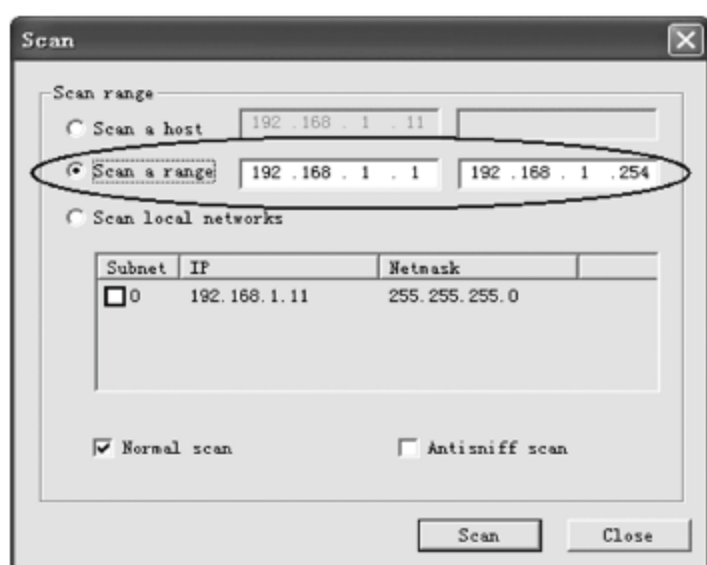 Scan
Scan range
Scan a host 192 .168 . 1 . 11
Scan a range 192 .168 . 1 . 1 192 .168 . 1 .254
Scan local networks
Subnet IP Netmask
0 192.168.1.11 255.255.255.0
Normal scan Antisniff scan
Scan Close